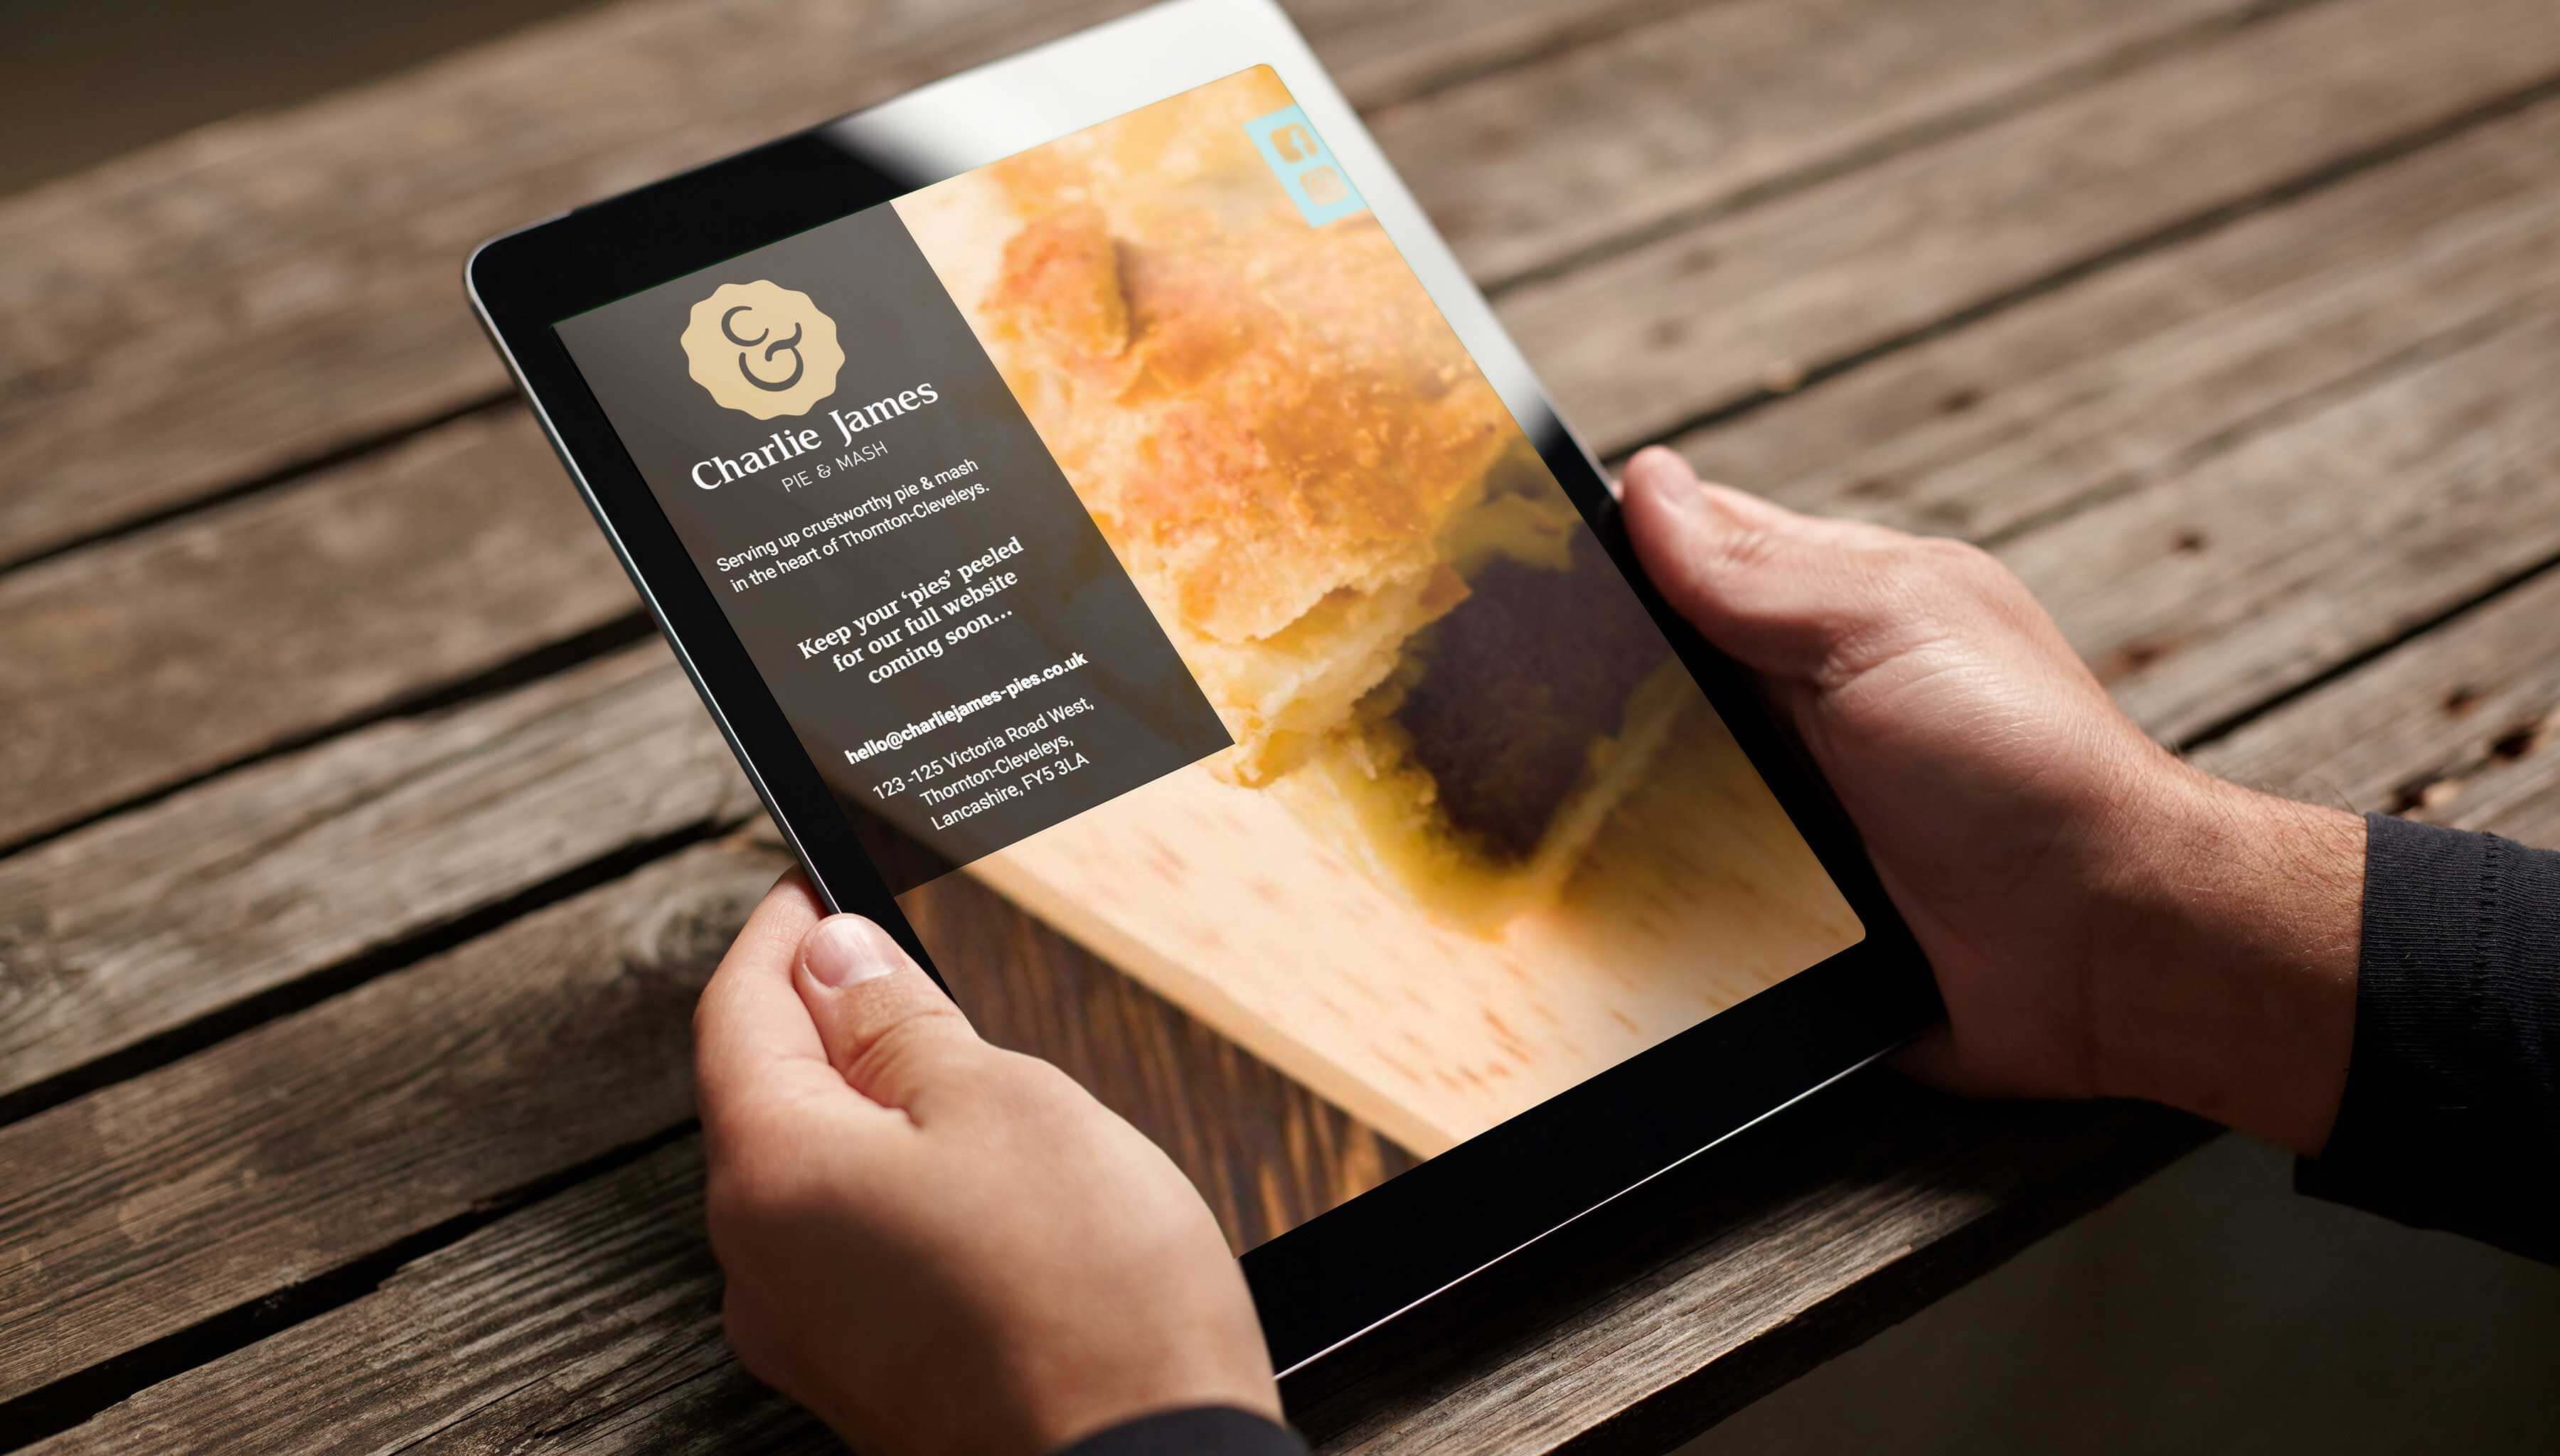 C&
Charlie James
PIE & MASH
Serving up crustworthy pie & mash
in the heart of Thornton-Cleveleys.
Keep your ‘pies’ peeled
for our full website
coming soon...
hello@charliejames-pies.co.uk
123 -125 Victoria Road West,
Thornton-Cleveleys,
Lancashire, FY5 3LA